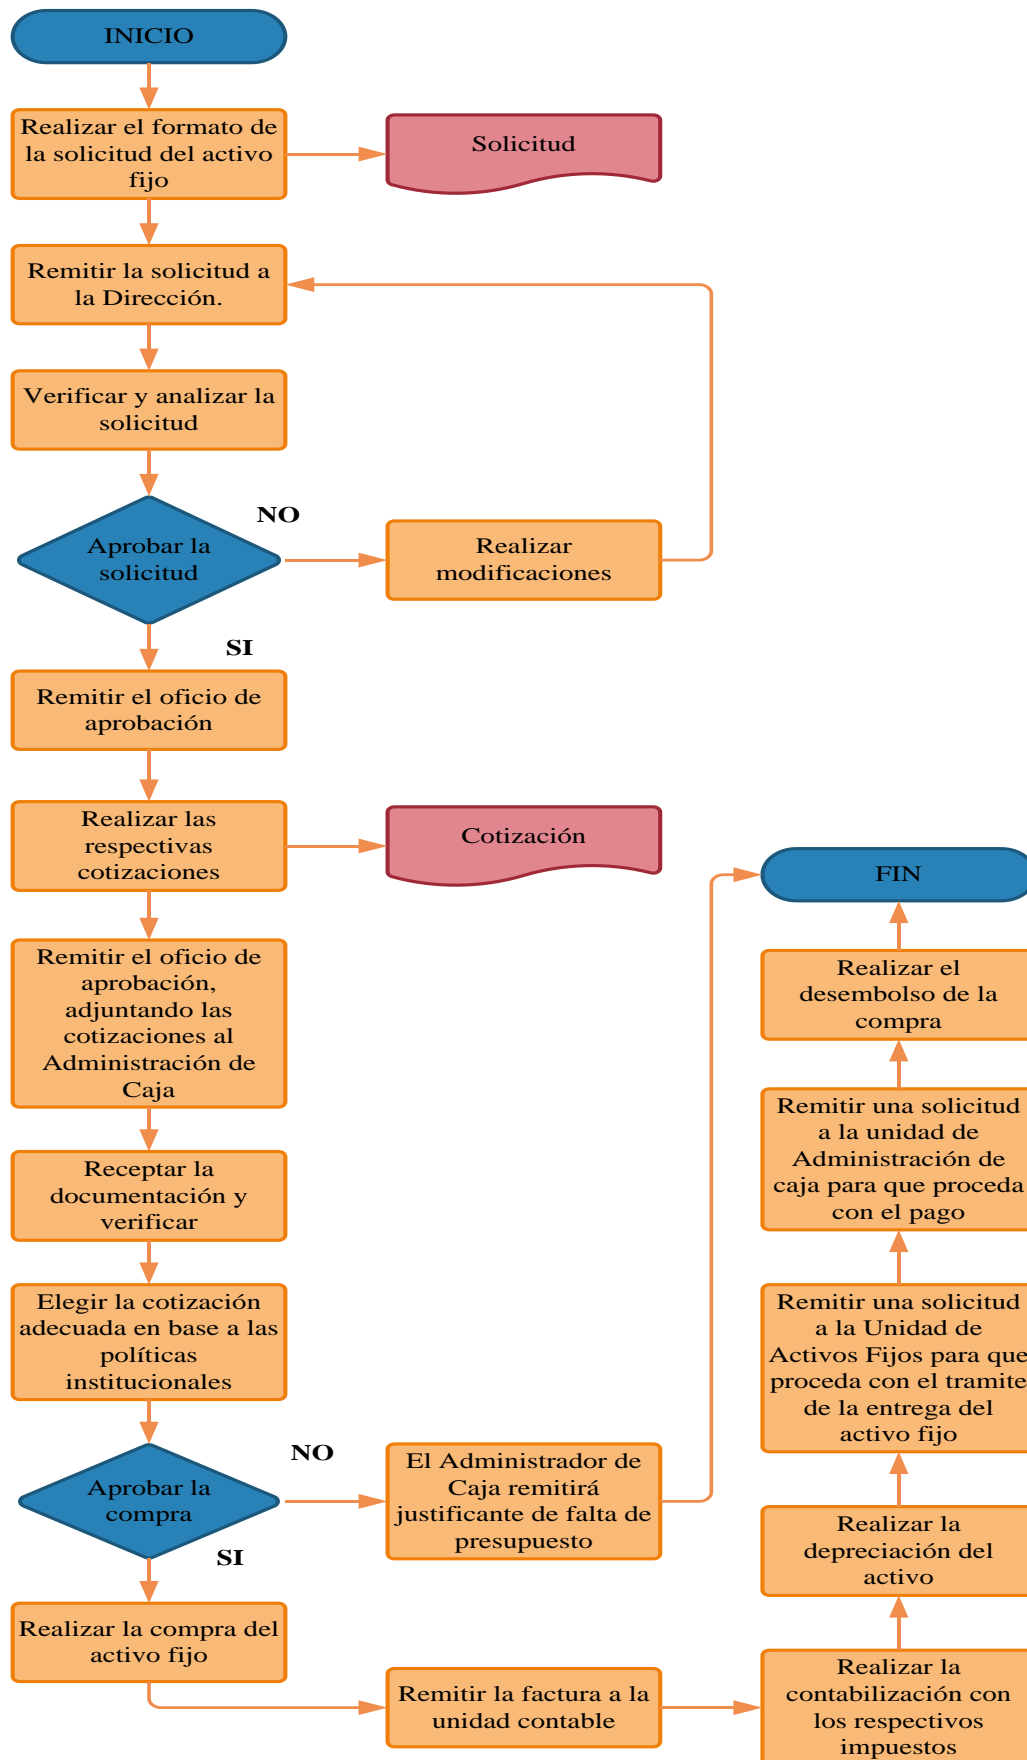 INICIO
Realizar el formato de
la solicitud del activo
fijo
Solicitud
Remitir la solicitud a
la Dirección.
Verificar y analizar la
solicitud
Aprobar la
solicitud
NO
Realizar
modificaciones
SI
Remitir el oficio de
aprobación
Realizar las
respectivas
cotizaciones
Cotización
Remitir el oficio de
aprobación,
adjuntando las
cotizaciones al
Administración de
Caja
Receptar la
documentación y
verificar
Elegir la cotización
adecuada en base a las
políticas
institucionales
Aprobar la
compra
NO
El Administrador de
Caja remitirá
justificante de falta de
presupuesto
SI
Realizar la compra del
activo fijo
Remitir la factura a la
unidad contable
Realizar la
contabilización con
los respectivos
impuestos
Realizar la
depreciación del
activo
Remitir una solicitud
a la Unidad de
Activos Fijos para que
proceda con el tramite
de la entrega del
activo fijo
Remitir una solicitud
a la unidad de
Administración de
caja para que proceda
con el pago
Realizar el
desembolso de la
compra
FIN